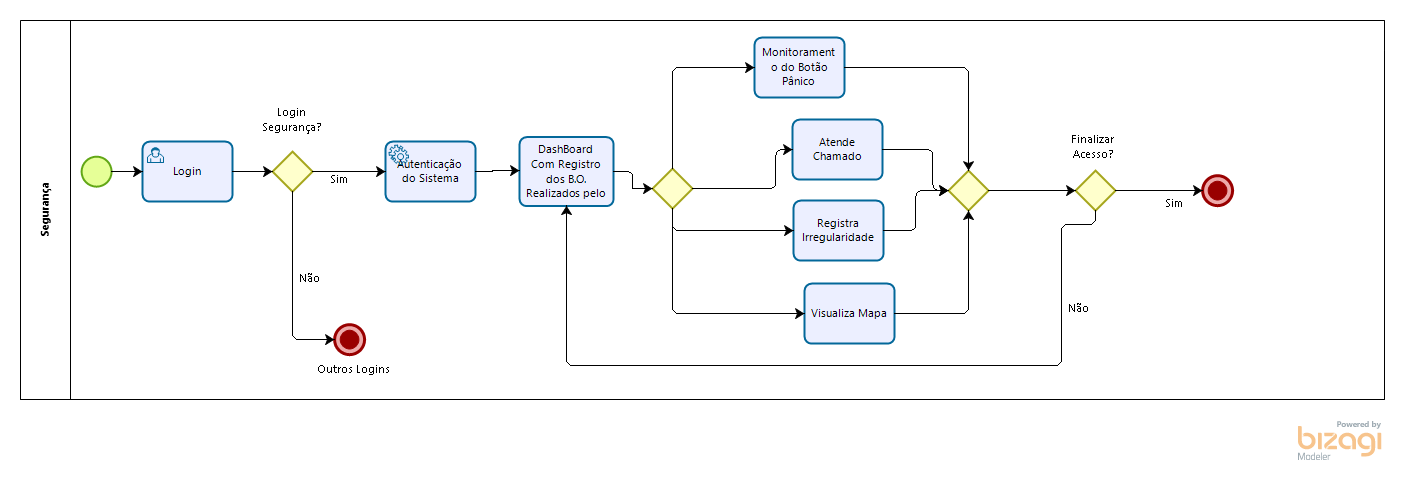 Segurança
Login
Login
Segurança?
Sim
Não
Outros Logins
Autenticação
do Sistema
DashBoard
Com Registro
dos B.O.
Realizados pelo
Monitorament
o do Botão
Pânico
Atende
Chamado
Registra
Irregularidade
Visualiza Mapa
Finalizar
Acesso?
Sim
Não
Powered by
bizagi
Modeler